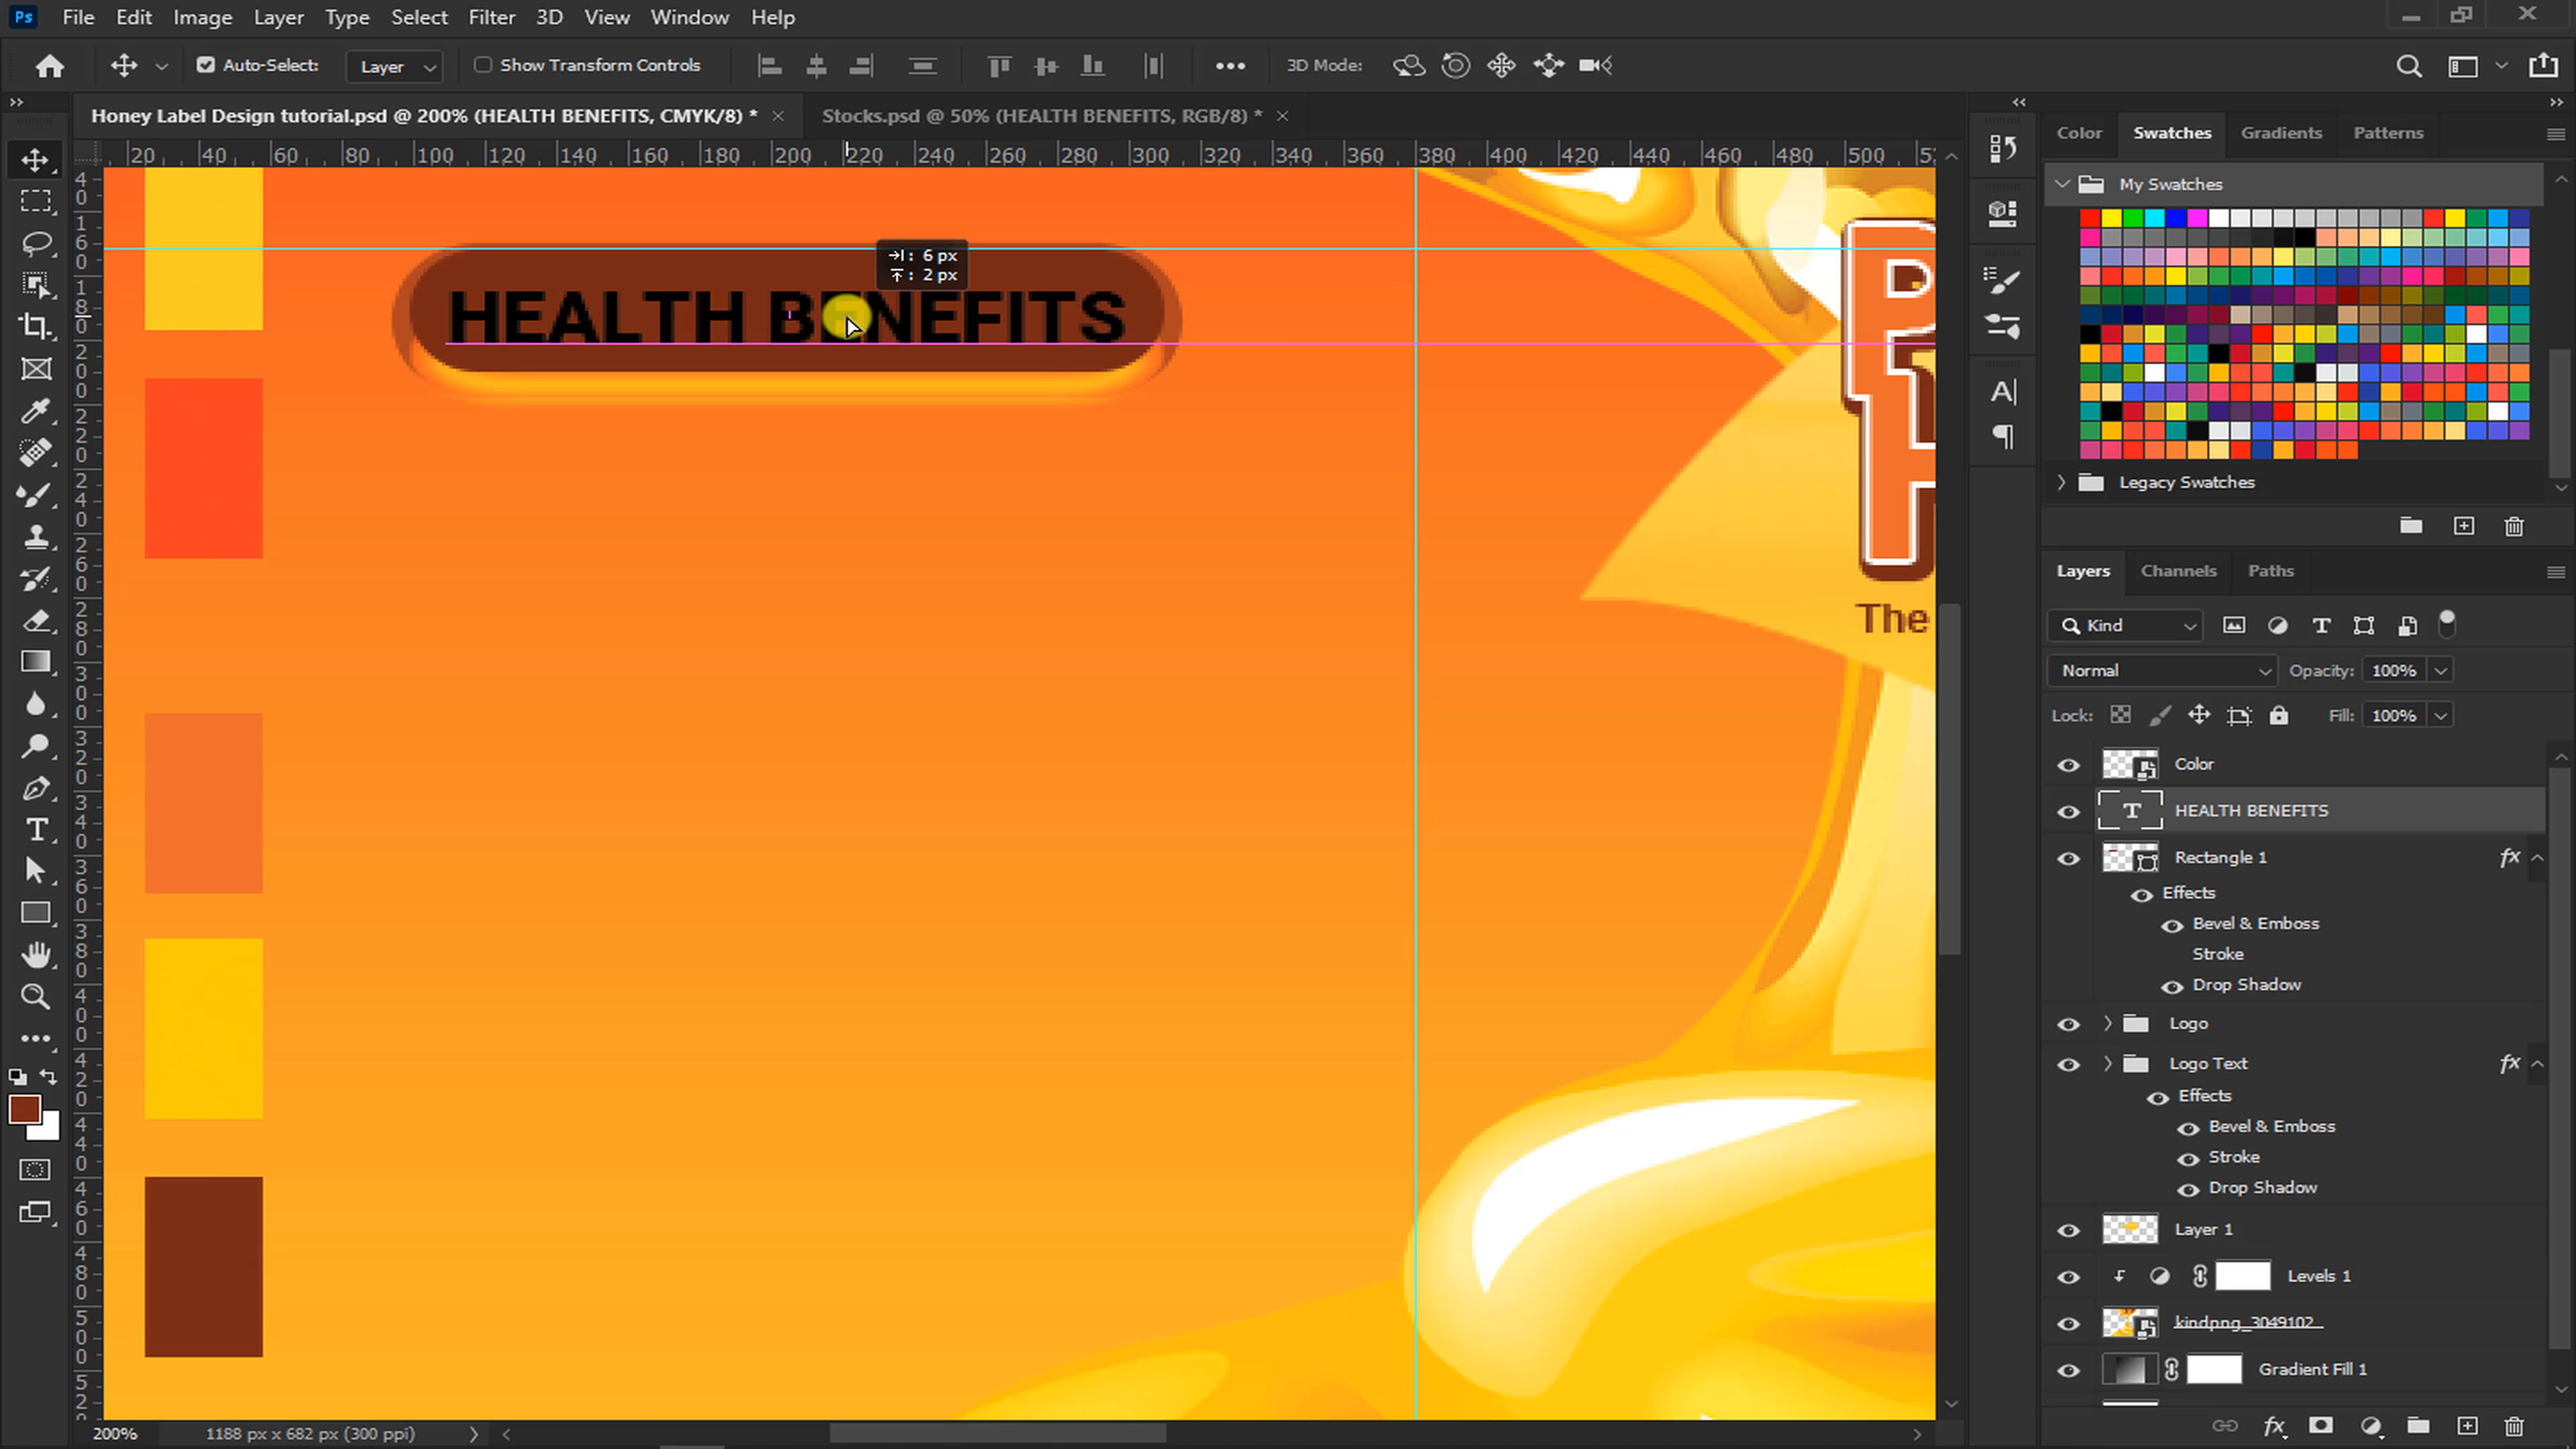 Ps File Edit Image Layer Type Select Filter 3D View Window Help
Auto-Select: Layer Show Transform Controls 3D Mode:
Honey Label Design tutorial.psd @ 200% (HEALTH BENEFITS, CMYK/8) * × Stocks.psd @ 50% (HEALTH BENEFITS, RGB/8) * ×
20 40 60 80 100 120 140 160 180 200 220 240 260 280 300 320 340 360 380 400 420 440 460 480 500
Color Swatches Gradients Patterns
My Swatches
Legacy Swatches
: 6 px
: 2 px
HEALTH BENEFITS
The
Layers Channels Paths
Kind
Normal Opacity: 100%
Lock: Fill: 100%
Color
HEALTH BENEFITS
Rectangle 1 fx
Effects
Bevel & Emboss
Stroke
Drop Shadow
Logo
Logo Text fx
Effects
Bevel & Emboss
Stroke
Drop Shadow
Layer 1
Levels 1
kindpng_3049102
Gradient Fill 1
200% 1188 px x 682 px (300 ppi)